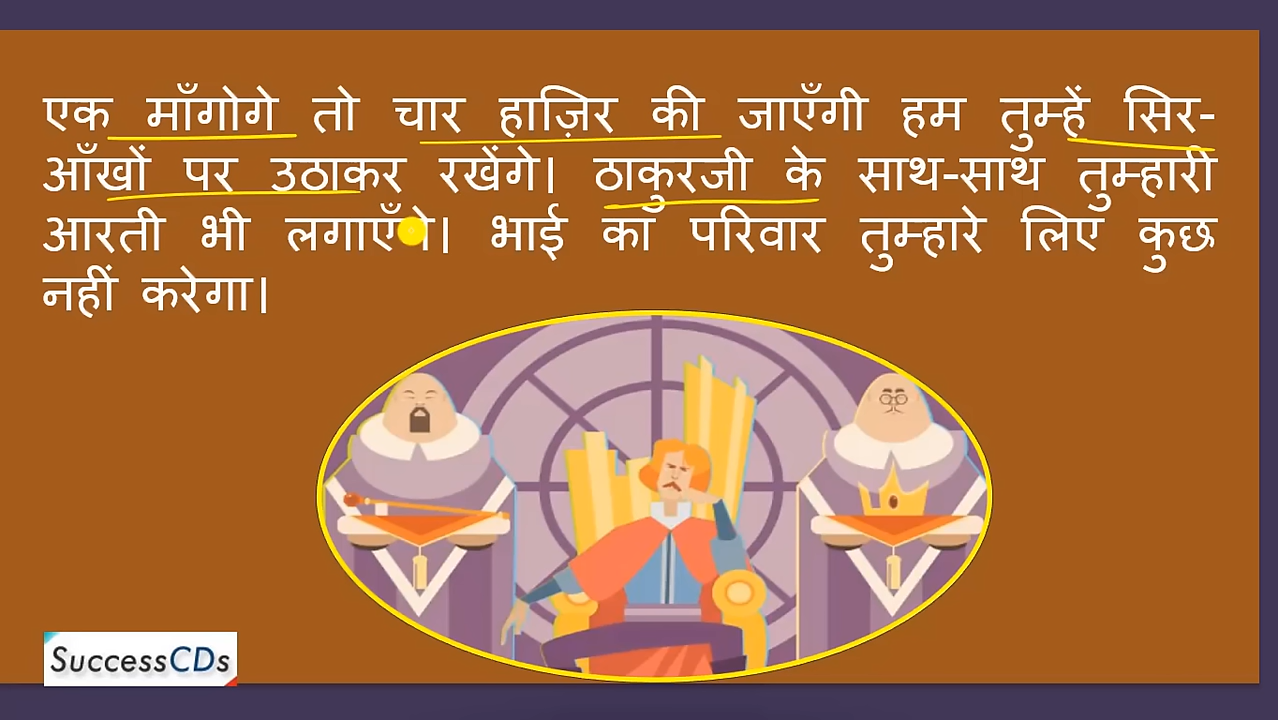 एक माँगोगे तो चार हाज़िर की जाएँगी हम तुम्हें सिर-
आँखों पर उठाकर रखेंगे। ठाकुरजी के साथ-साथ तुम्हारी
आरती भी लगाएँगे। भाई का परिवार तुम्हारे लिए कुछ
नहीं करेगा।
SuccessCDs